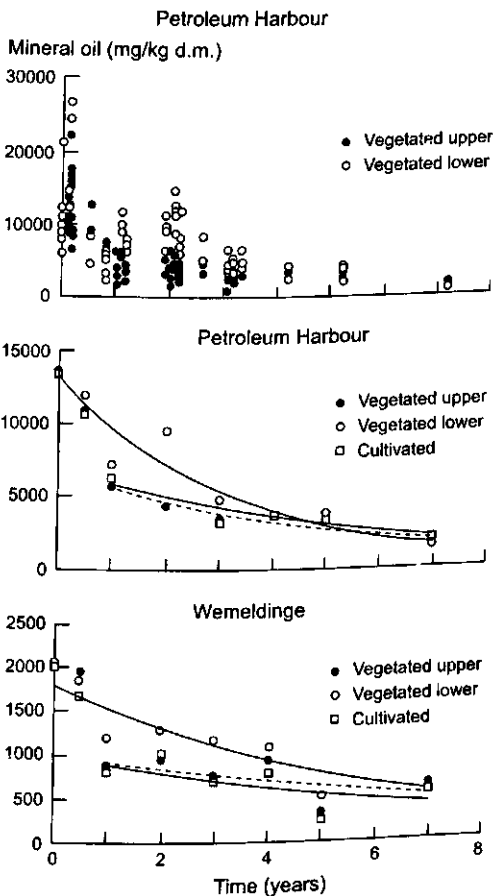 Petroleum Harbour
Mineral oil (mg/kg d.m.)
30000
20000
10000
0
Vegetated upper
Vegetated lower
Petroleum Harbour
15000
10000
5000
0
Vegetated upper
Vegetated lower
Cultivated
Wemeldinge
2500
2000
1500
1000
500
0
Vegetated upper
Vegetated lower
Cultivated
0 2 4 6 8
Time (years)